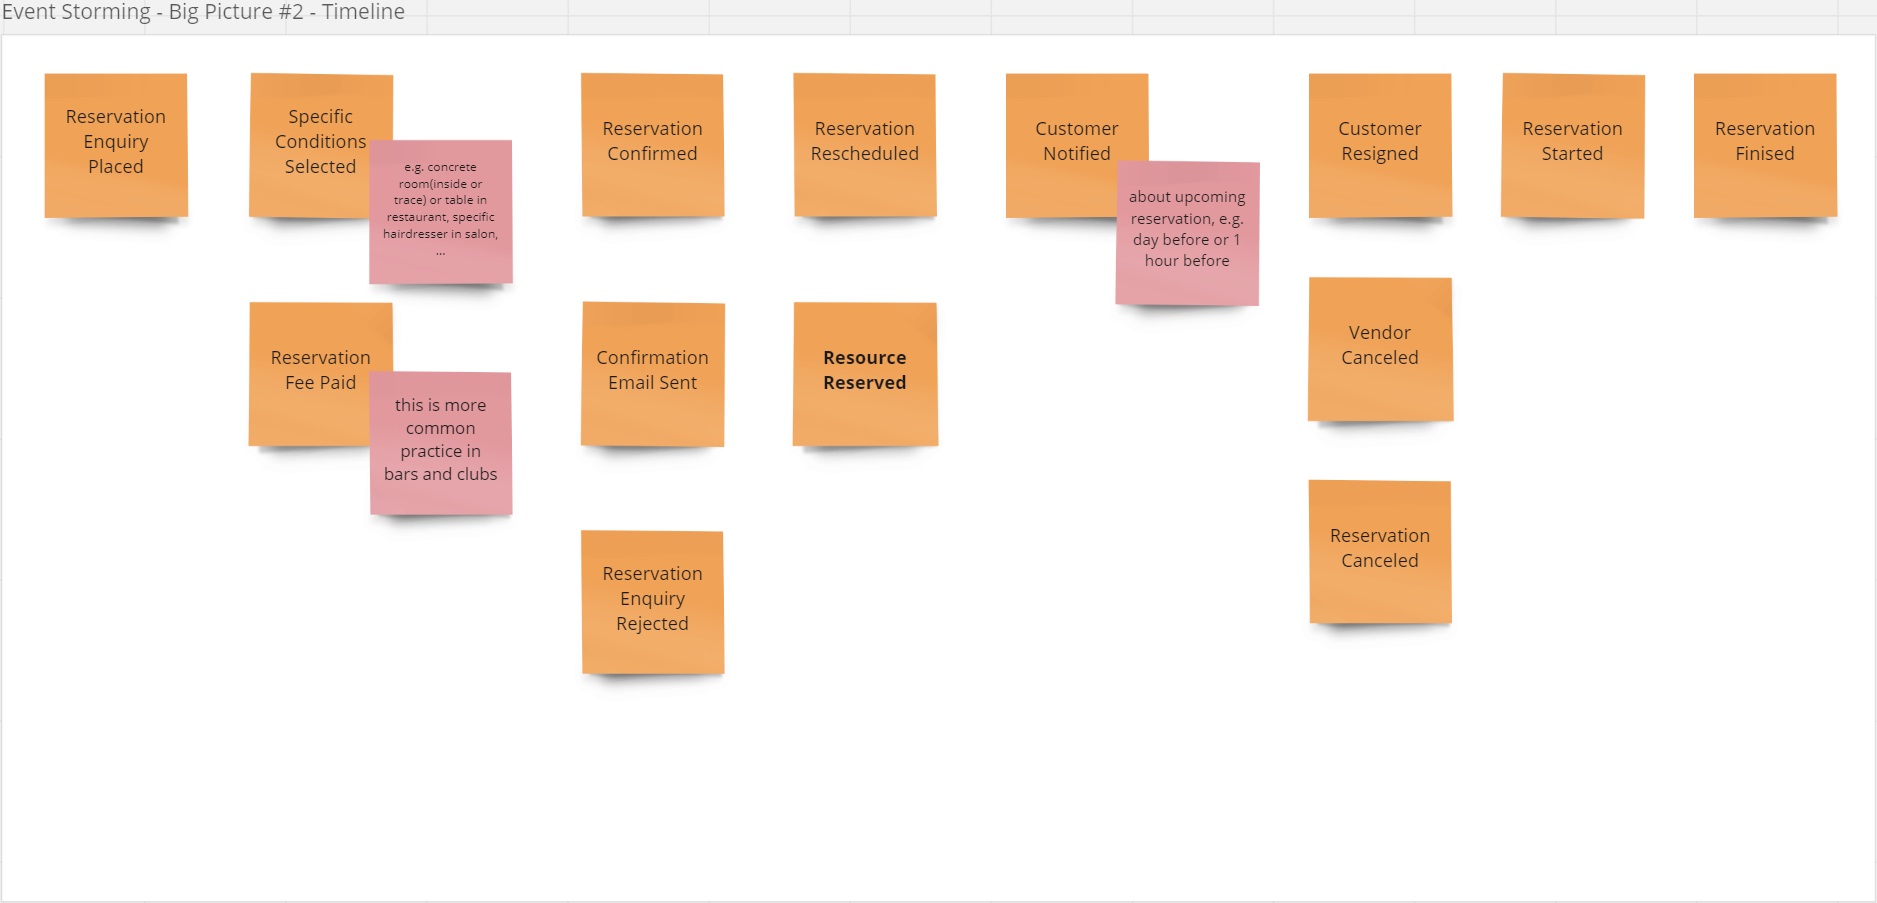 Event Storming - Big Picture #2 - Timeline
Reservation
Enquiry
Placed
Specific
Conditions
Selected
e.g. concrete
room(inside or
trace) or table in
restaurant, specific
hairdresser in salon,
...
Reservation
Confirmed
Reservation
Rescheduled
Customer
Notified
about upcoming
reservation, e.g.
day before or 1
hour before
Customer
Resigned
Reservation
Started
Reservation
Finised
Reservation
Fee Paid
this is more
common
practice in
bars and clubs
Confirmation
Email Sent
Resource
Reserved
Vendor
Canceled
Reservation
Enquiry
Rejected
Reservation
Canceled